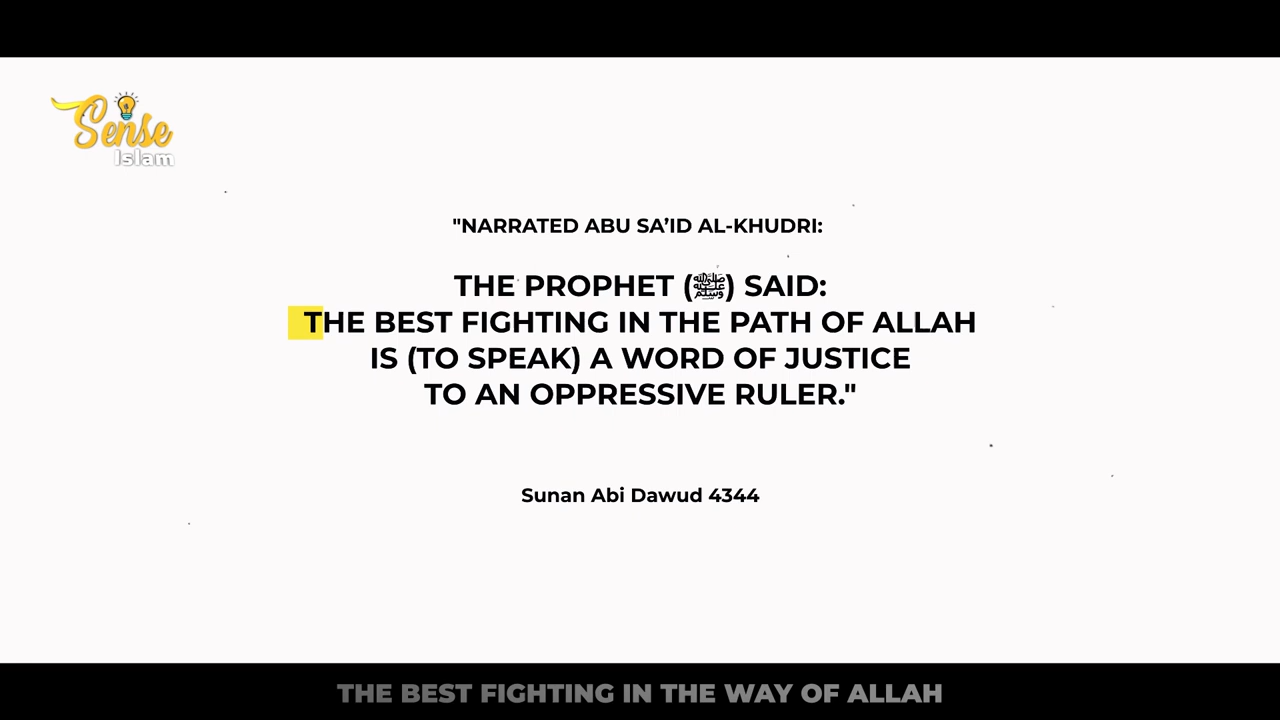 Sense
Islam
"NARRATED ABU SA’ID AL-KHUDRI:
THE PROPHET (ﷺ) SAID:
THE BEST FIGHTING IN THE PATH OF ALLAH
IS (TO SPEAK) A WORD OF JUSTICE
TO AN OPPRESSIVE RULER."
Sunan Abi Dawud 4344
THE BEST FIGHTING IN THE WAY OF ALLAH